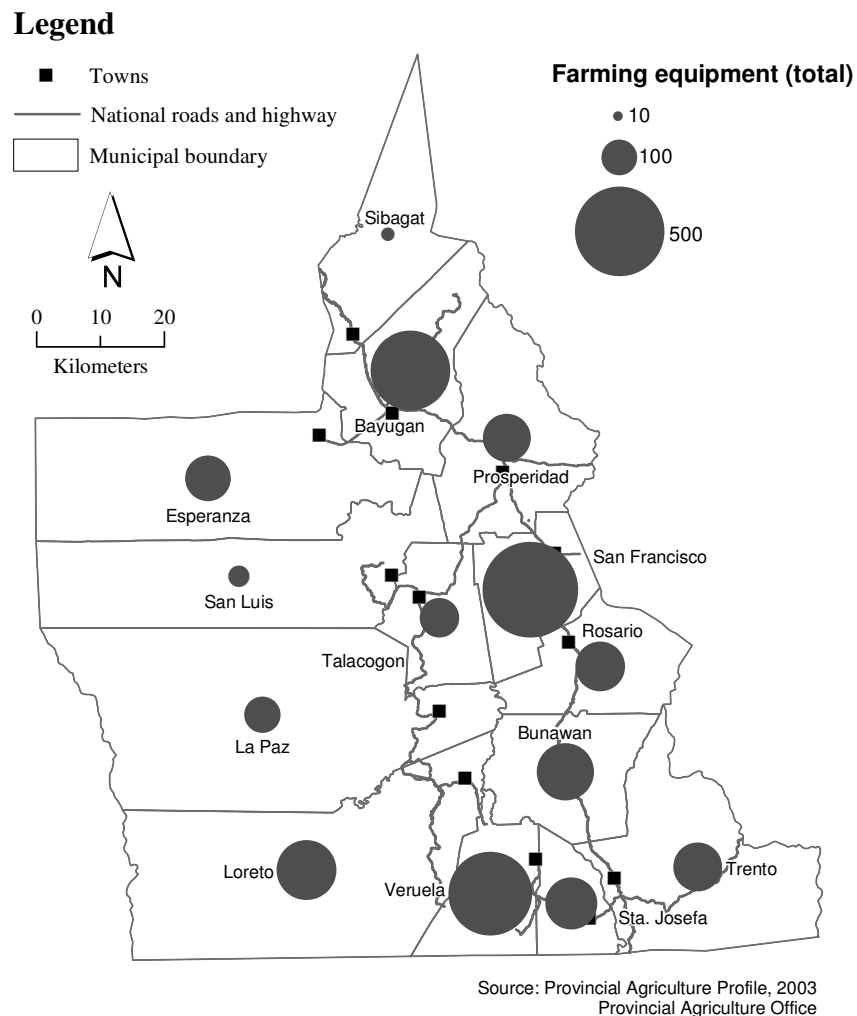 Legend
Towns
National roads and highway
Municipal boundary
N
0 10 20
Kilometers
Farming equipment (total)
10
100
500
Sibagat
Bayugan
Prosperidad
Esperanza
San Francisco
San Luis
Rosario
Talacogon
La Paz
Bunawan
Loreto
Veruela
Trento
Sta. Josefa
Source: Provincial Agriculture Profile, 2003
Provincial Agriculture Office